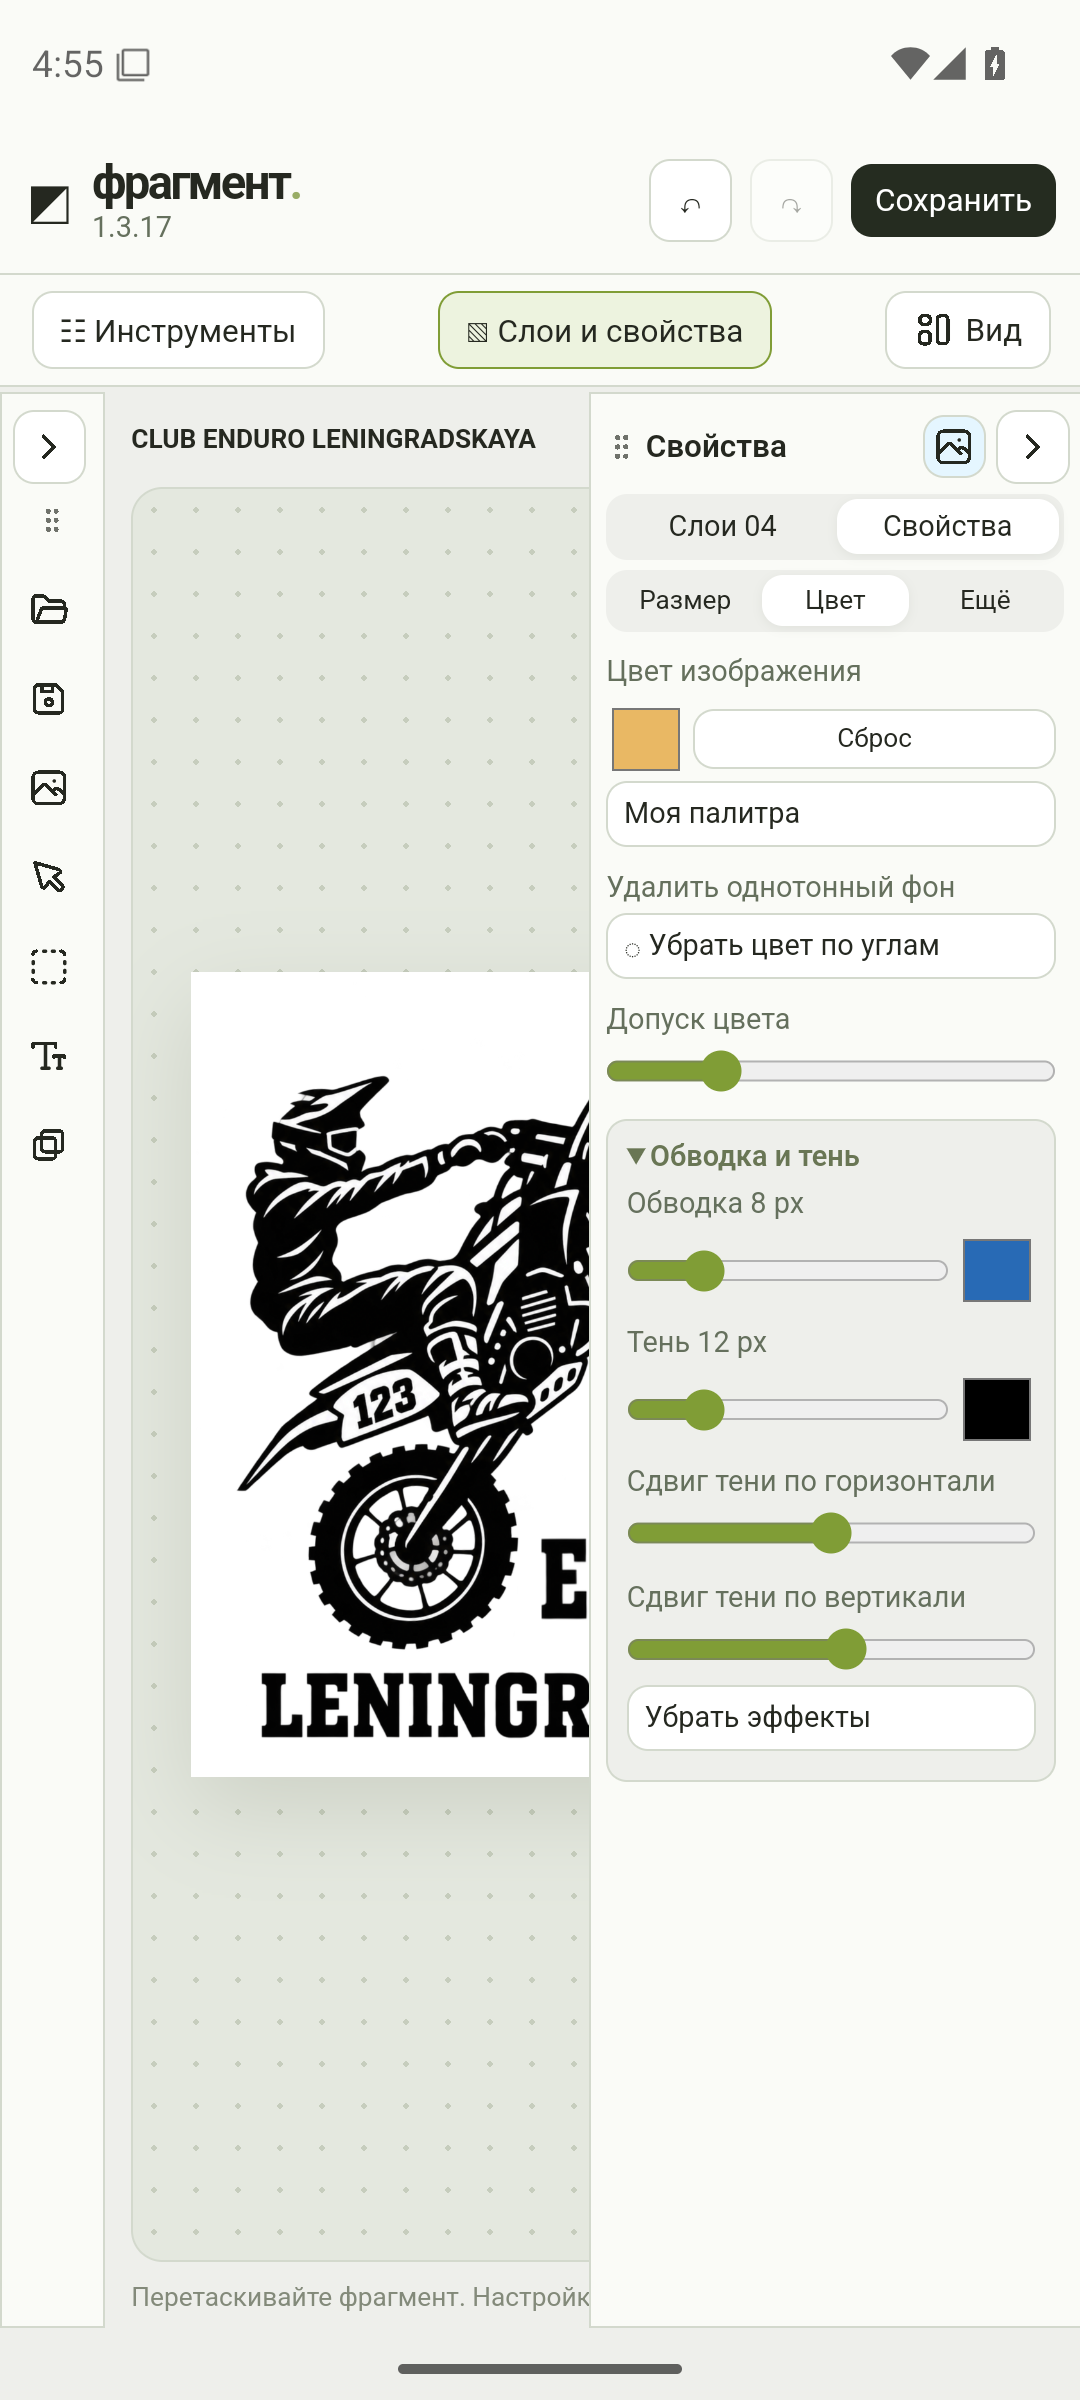 4:55
фрагмент.
1.3.17
Сохранить
Инструменты
Слои и свойства
Вид
CLUB ENDURO LENINGRADSKAYA
Свойства
Слои 04
Свойства
Размер
Цвет
Ещё
Цвет изображения
Сброс
Моя палитра
Удалить однотонный фон
Убрать цвет по углам
Допуск цвета
Обводка и тень
Обводка 8 px
Тень 12 px
Сдвиг тени по горизонтали
Сдвиг тени по вертикали
Убрать эффекты
123
E
LENINGR
Перетаскивайте фрагмент. Настройк